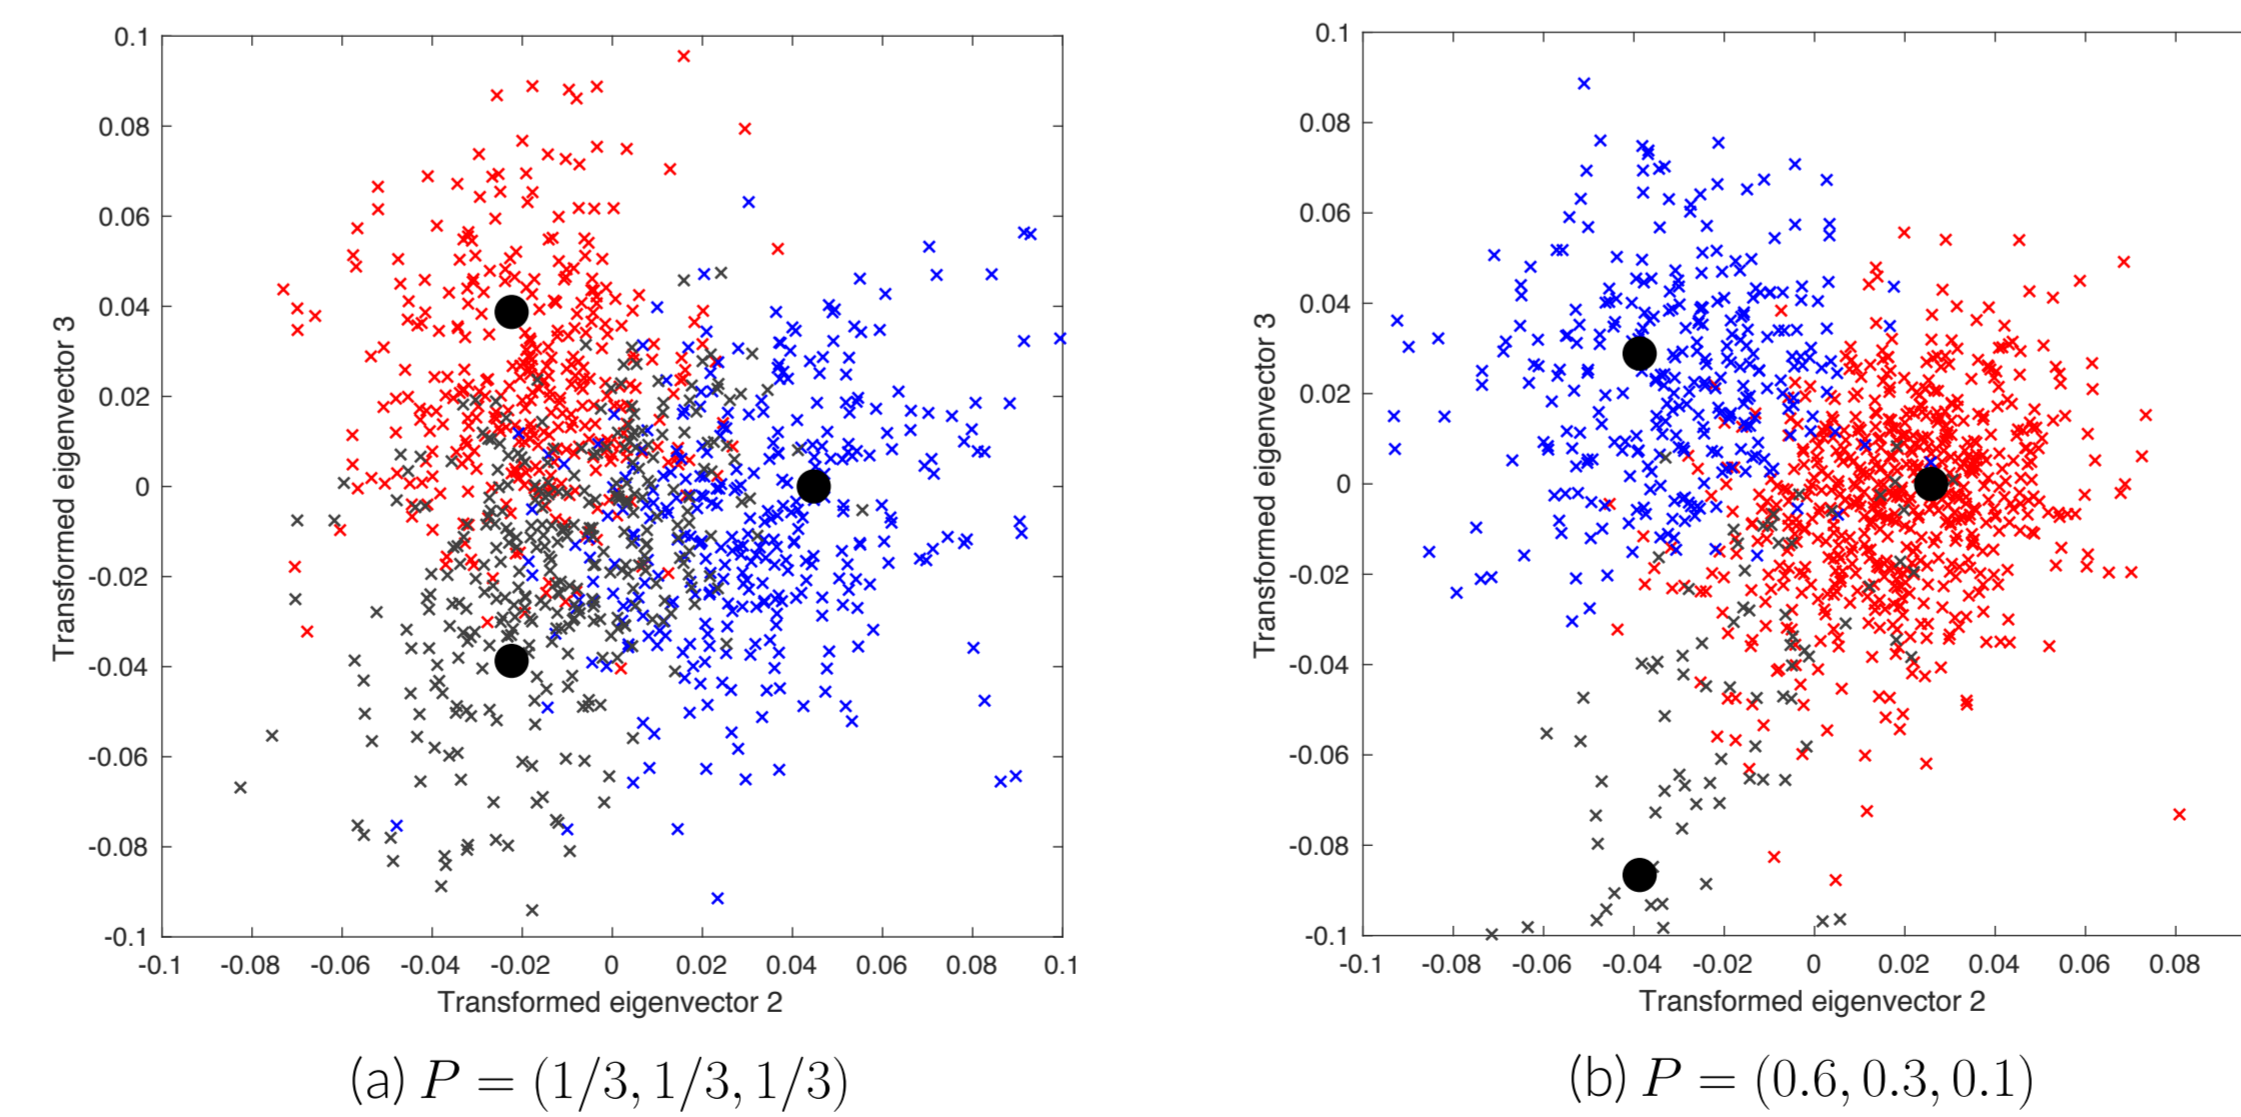 0.1
0.08
0.06
0.04
0.02
0
-0.02
-0.04
-0.06
-0.08
-0.1
Transformed eigenvector 3
-0.1 -0.08 -0.06 -0.04 -0.02 0 0.02 0.04 0.06 0.08 0.1
Transformed eigenvector 2
(a) P = (1/3, 1/3, 1/3)
0.1
0.08
0.06
0.04
0.02
0
-0.02
-0.04
-0.06
-0.08
-0.1
Transformed eigenvector 3
-0.1 -0.08 -0.06 -0.04 -0.02 0 0.02 0.04 0.06 0.08
Transformed eigenvector 2
(b) P = (0.6, 0.3, 0.1)